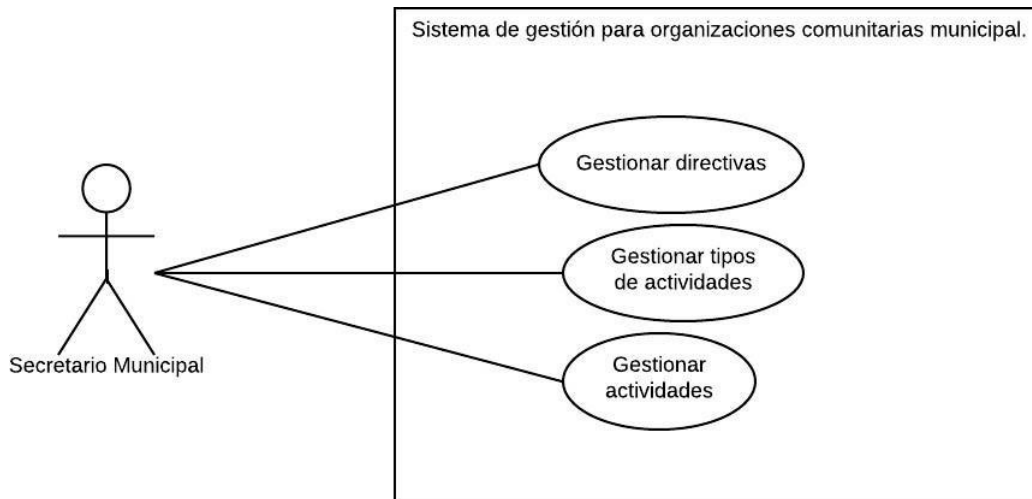 Sistema de gestión para organizaciones comunitarias municipal.
Gestionar directivas
Gestionar tipos
de actividades
Gestionar
actividades
Secretario Municipal